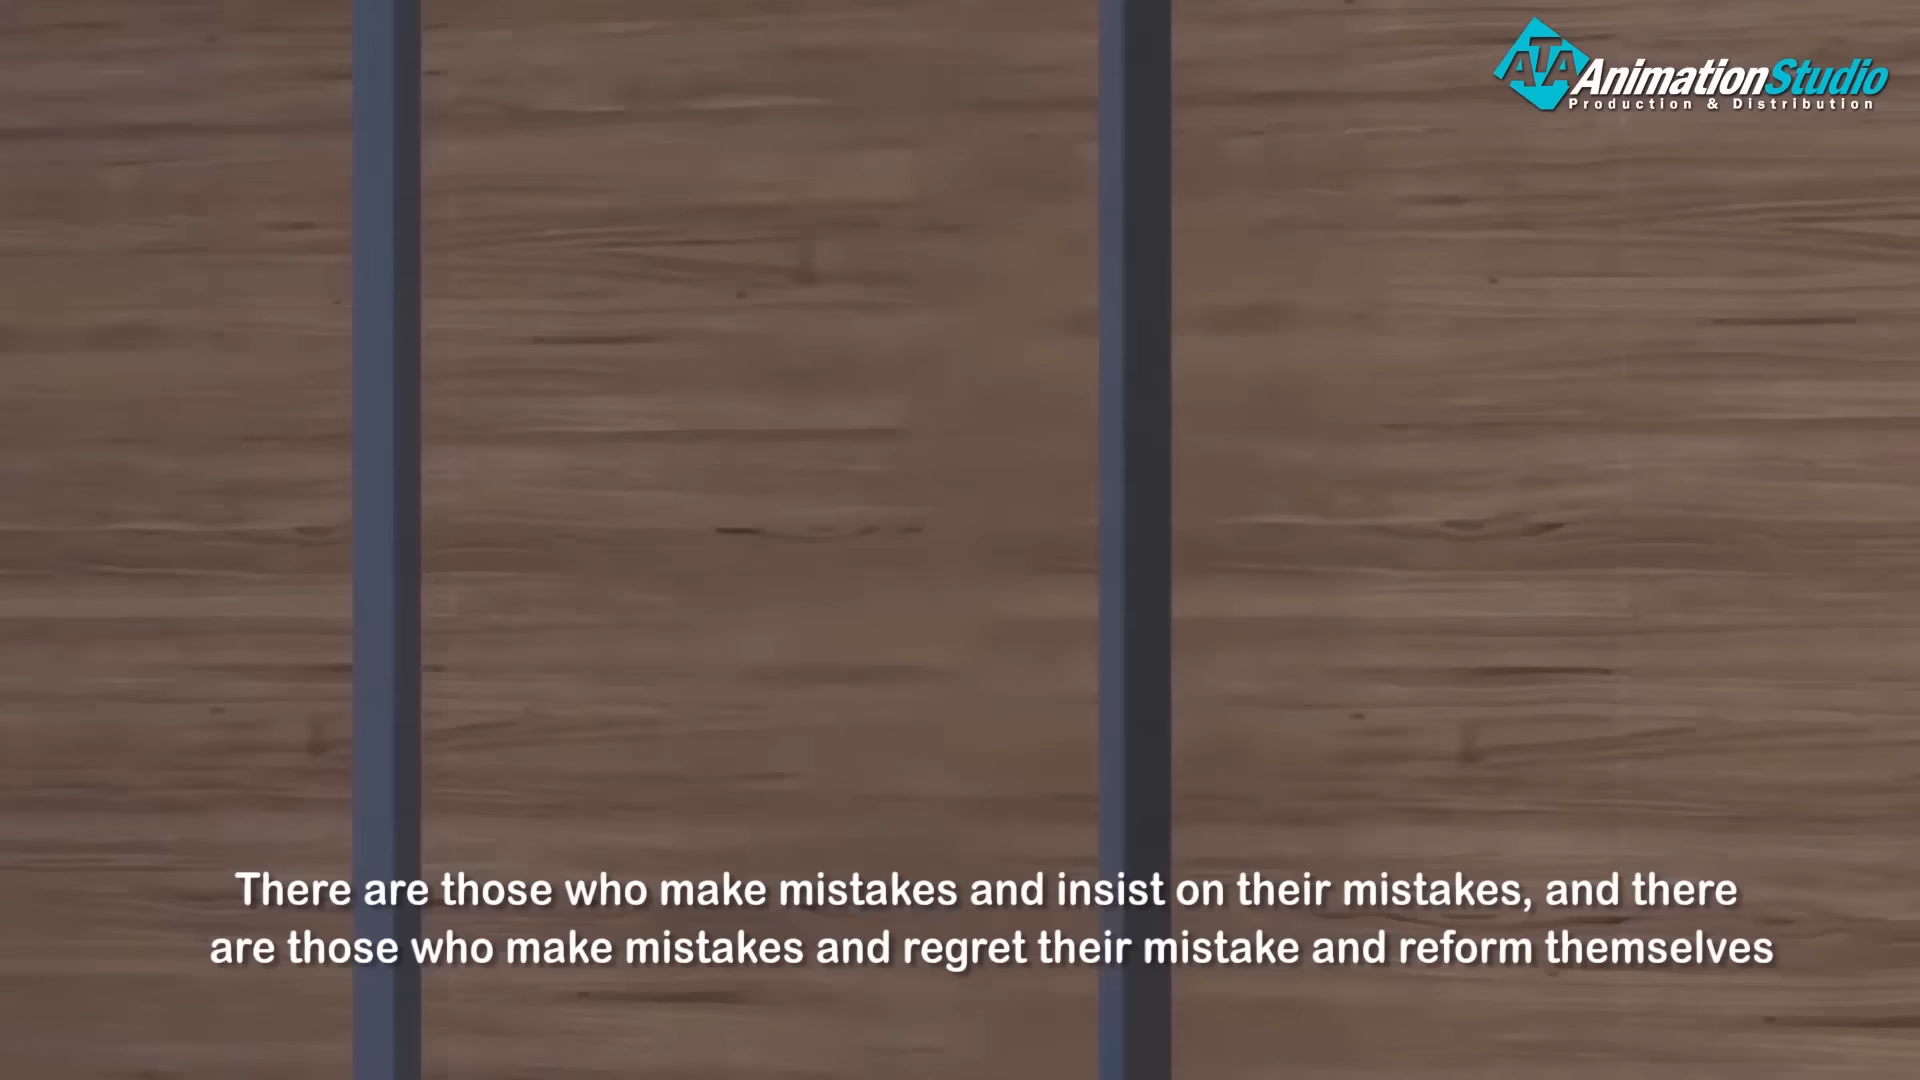 ATA AnimationStudio
Production & Distribution
There are those who make mistakes and insist on their mistakes, and there
are those who make mistakes and regret their mistake and reform themselves